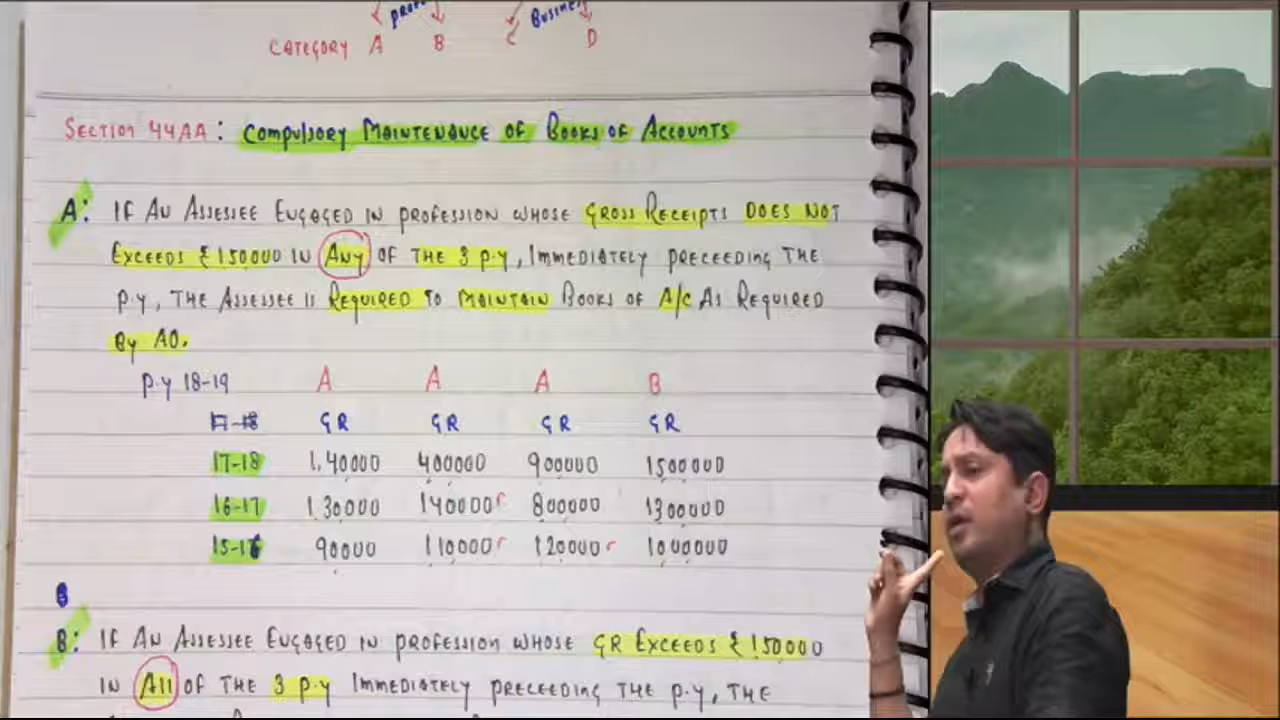 CATEGORY A B C D
SECTION 44AA: COMPULSORY MAINTENANCE OF BOOKS OF ACCOUNTS
A: IF AN ASSESSEE ENGAGED IN PROFESSION WHOSE GROSS RECEIPTS DOES NOT
EXCEEDS ₹150000 IN ANY OF THE 3 P.Y, IMMEDIATELY PRECEEDING THE
P.Y, THE ASSESSEE IS REQUIRED TO MAINTAIN BOOKS OF A/C AS REQUIRED
By AO.
P.Y 18-19 A A A B
17-18 GR GR GR GR
17-18 1,40000 400000 900000 1500000
16-17 130000 140000 800000 1300000
15-16 90000 110000 120000 1000000
B
B: IF AN ASSESSEE ENGAGED IN PROFESSION WHOSE GR EXCEEDS ₹150000
IN All OF THE 3 P.Y IMMEDIATELY PRECEEDING THE P.Y, THE